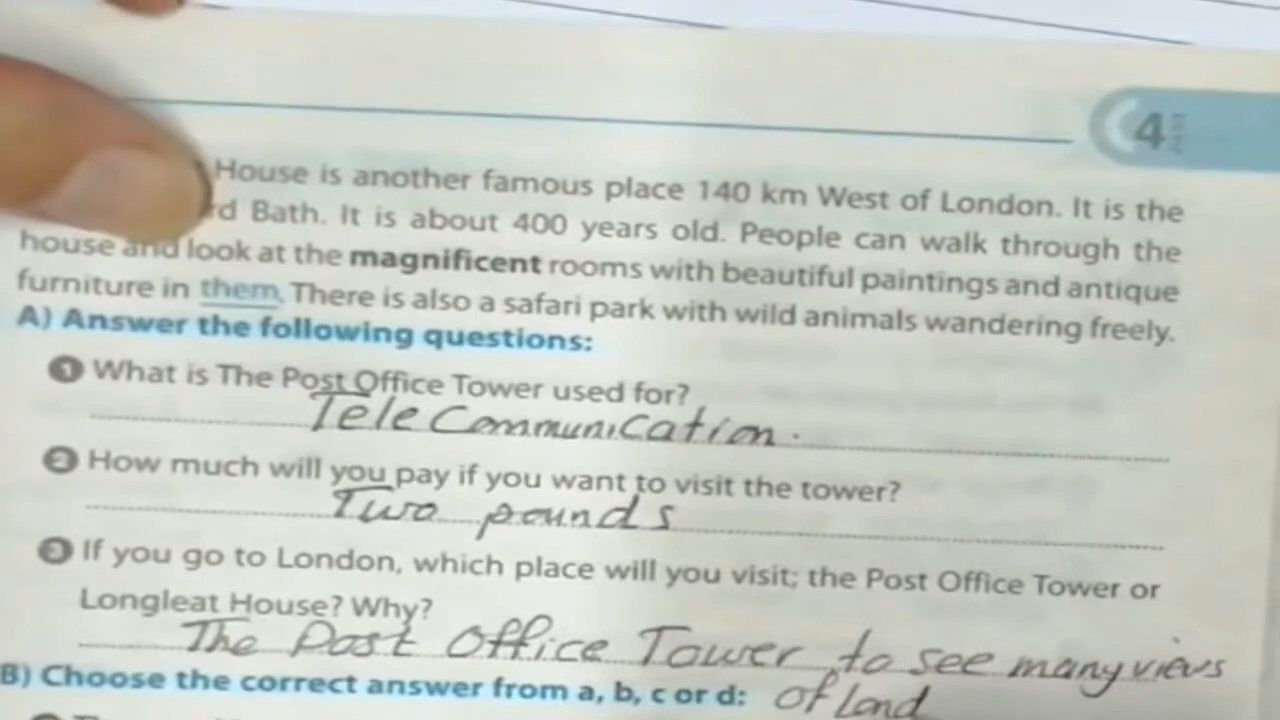 4
House is another famous place 140 km West of London. It is the
d Bath. It is about 400 years old. People can walk through the
house and look at the magnificent rooms with beautiful paintings and antique
furniture in them. There is also a safari park with wild animals wandering freely.
A) Answer the following questions:
1 What is The Post Office Tower used for?
TeleCommunication.
2 How much will you pay if you want to visit the tower?
Two pounds
3 If you go to London, which place will you visit; the Post Office Tower or
Longleat House? Why?
The Post Office Tower to see many views
B) Choose the correct answer from a, b, c or d:
of Lond